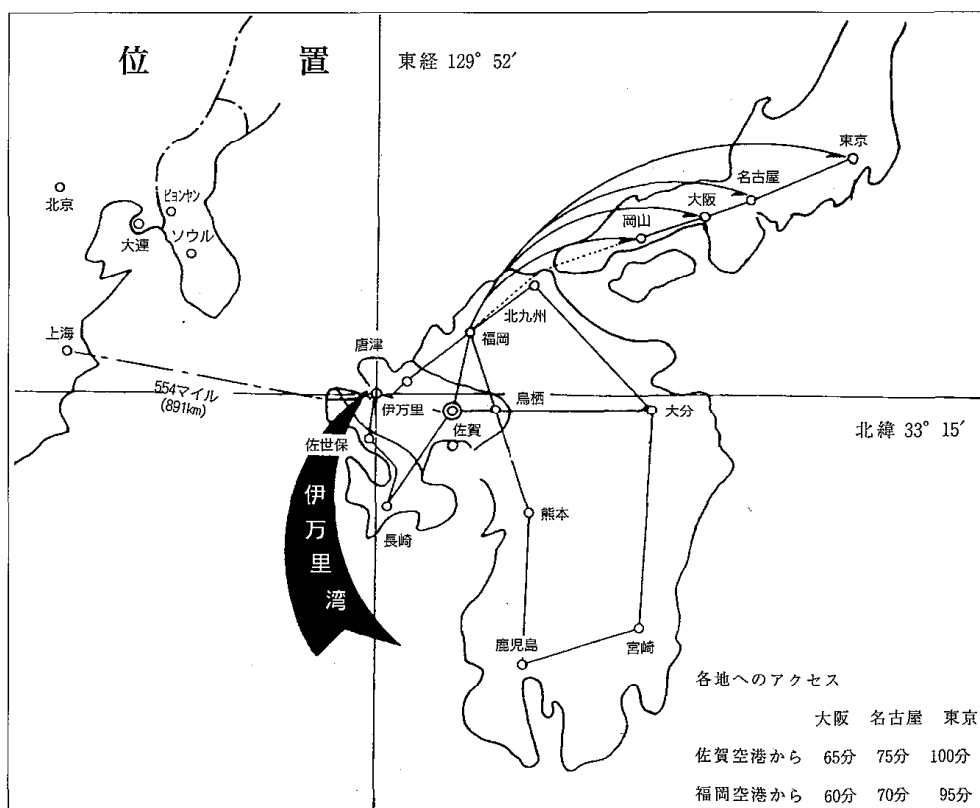 位置
東経 129° 52′
東京
名古屋
大阪
岡山
北京
ピョンヤン
大連
ソウル
北九州
上海
福岡
唐津
554マイル
(891km)
伊万里
鳥栖
大分
佐賀
北緯 33° 15′
佐世保
伊万里湾
熊本
長崎
鹿児島
宮崎
各地へのアクセス
大阪 名古屋 東京
佐賀空港から 65分 75分 100分
福岡空港から 60分 70分 95分